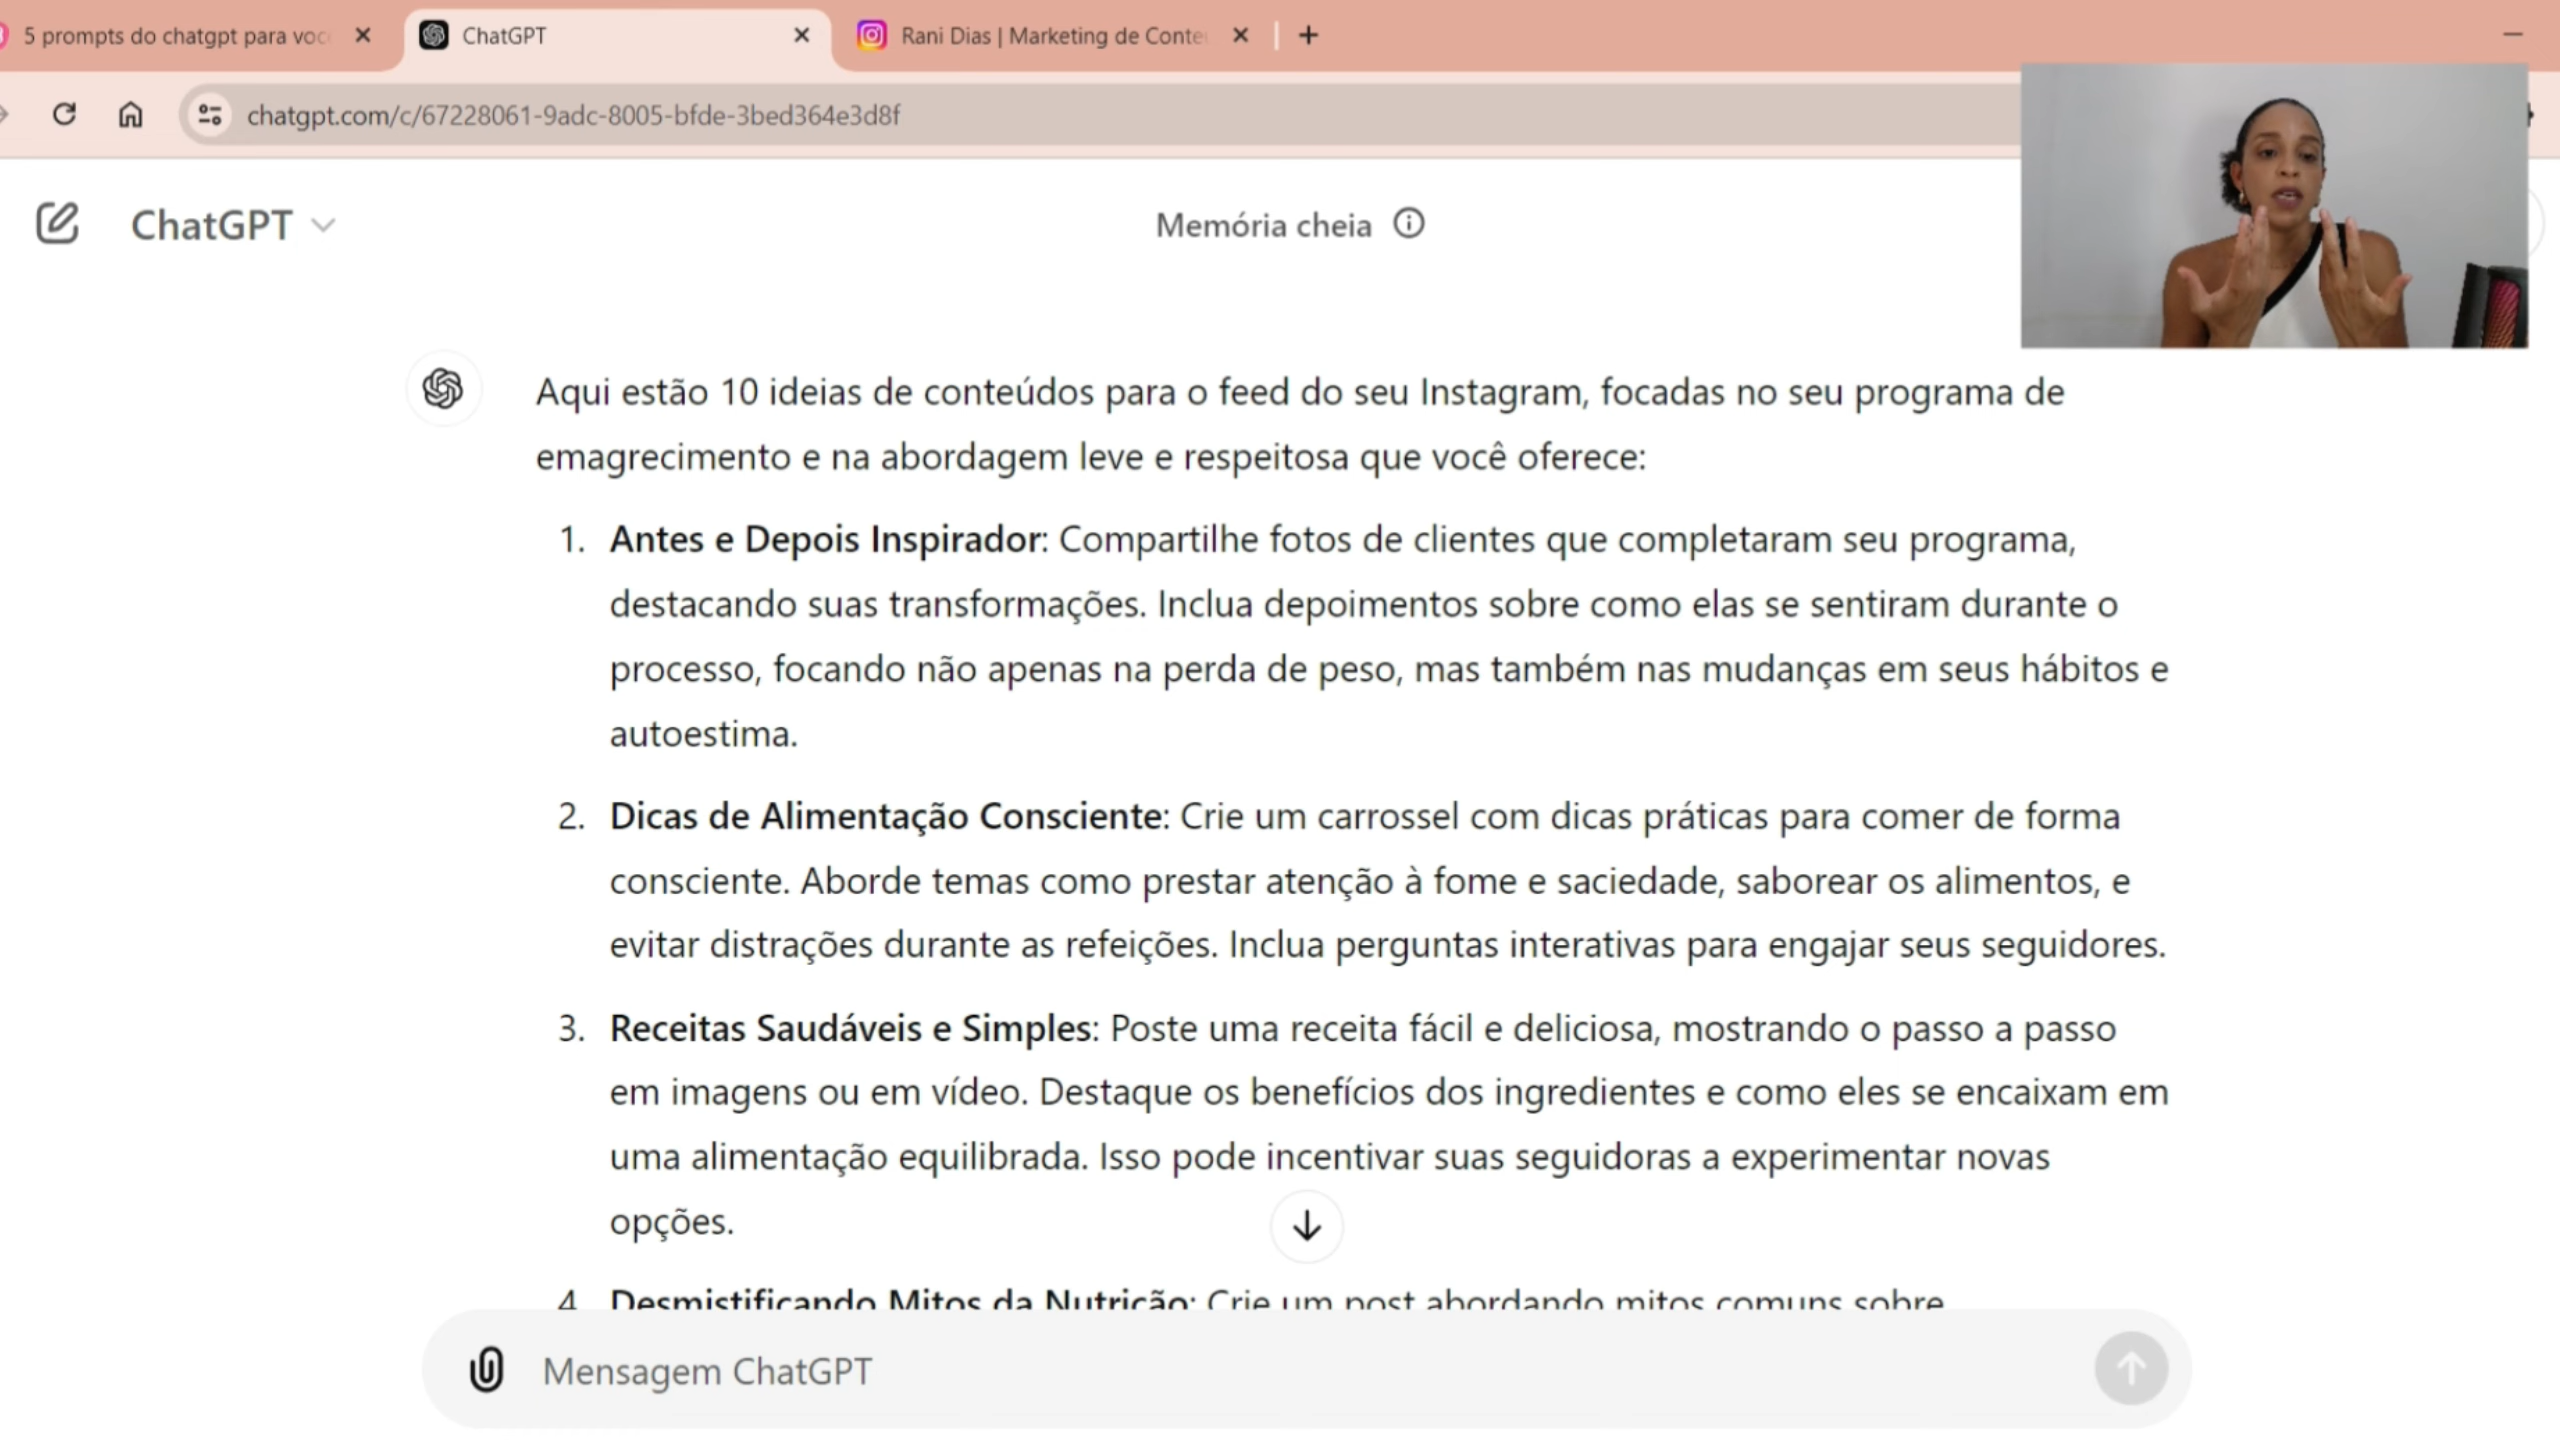 5 prompts do chatgpt para você
ChatGPT
Rani Dias | Marketing de Conte
chatgpt.com/c/67228061-9adc-8005-bfde-3bed364e3d8f
ChatGPT
Memória cheia
Aqui estão 10 ideias de conteúdos para o feed do seu Instagram, focadas no seu programa de
emagrecimento e na abordagem leve e respeitosa que você oferece:
1. Antes e Depois Inspirador: Compartilhe fotos de clientes que completaram seu programa,
destacando suas transformações. Inclua depoimentos sobre como elas se sentiram durante o
processo, focando não apenas na perda de peso, mas também nas mudanças em seus hábitos e
autoestima.
2. Dicas de Alimentação Consciente: Crie um carrossel com dicas práticas para comer de forma
consciente. Aborde temas como prestar atenção à fome e saciedade, saborear os alimentos, e
evitar distrações durante as refeições. Inclua perguntas interativas para engajar seus seguidores.
3. Receitas Saudáveis e Simples: Poste uma receita fácil e deliciosa, mostrando o passo a passo
em imagens ou em vídeo. Destaque os benefícios dos ingredientes e como eles se encaixam em
uma alimentação equilibrada. Isso pode incentivar suas seguidoras a experimentar novas
opções.
4. Desmistificando Mitos da Nutrição: Crie um post abordando mitos comuns sobre
Mensagem ChatGPT